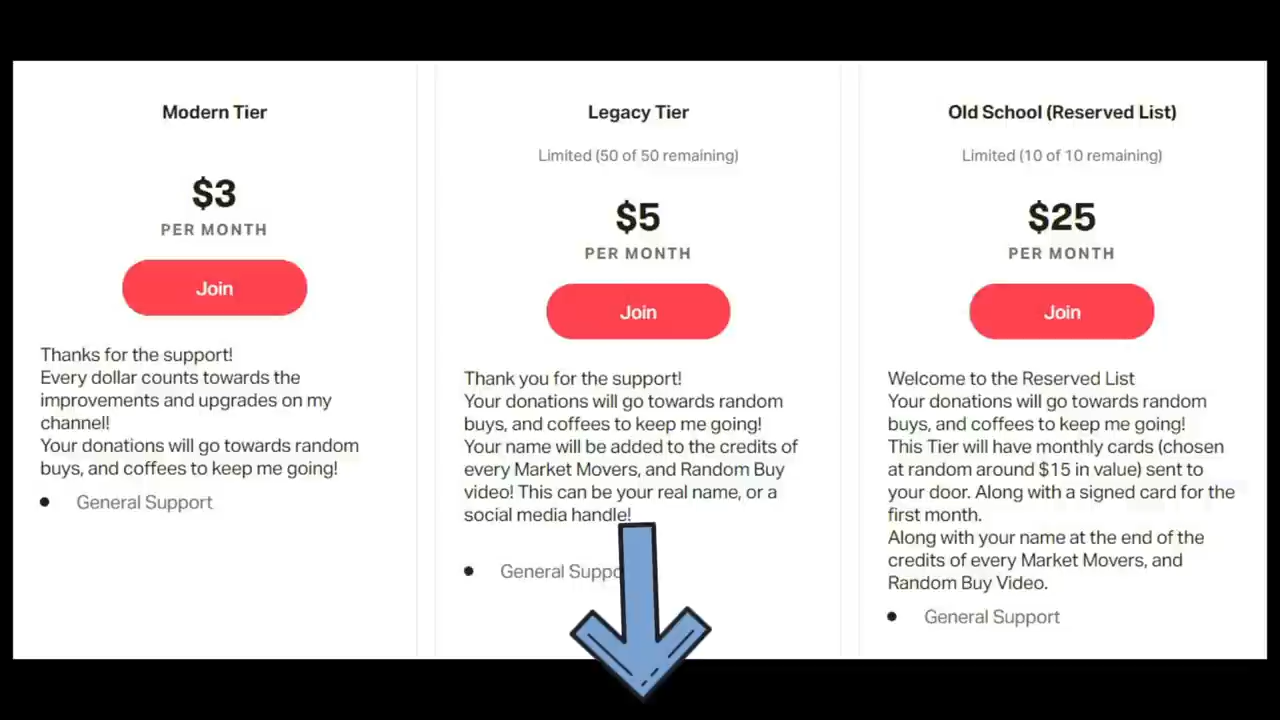 Modern Tier
$3
PER MONTH
Join
Thanks for the support!
Every dollar counts towards the
improvements and upgrades on my
channel!
Your donations will go towards random
buys, and coffees to keep me going!
General Support
Legacy Tier
Limited (50 of 50 remaining)
$5
PER MONTH
Join
Thank you for the support!
Your donations will go towards random
buys, and coffees to keep me going!
Your name will be added to the credits of
every Market Movers, and Random Buy
video! This can be your real name, or a
social media handle!
General Suppo
Old School (Reserved List)
Limited (10 of 10 remaining)
$25
PER MONTH
Join
Welcome to the Reserved List
Your donations will go towards random
buys, and coffees to keep me going!
This Tier will have monthly cards (chosen
at random around $15 in value) sent to
your door. Along with a signed card for the
first month.
Along with your name at the end of the
credits of every Market Movers, and
Random Buy Video.
General Support